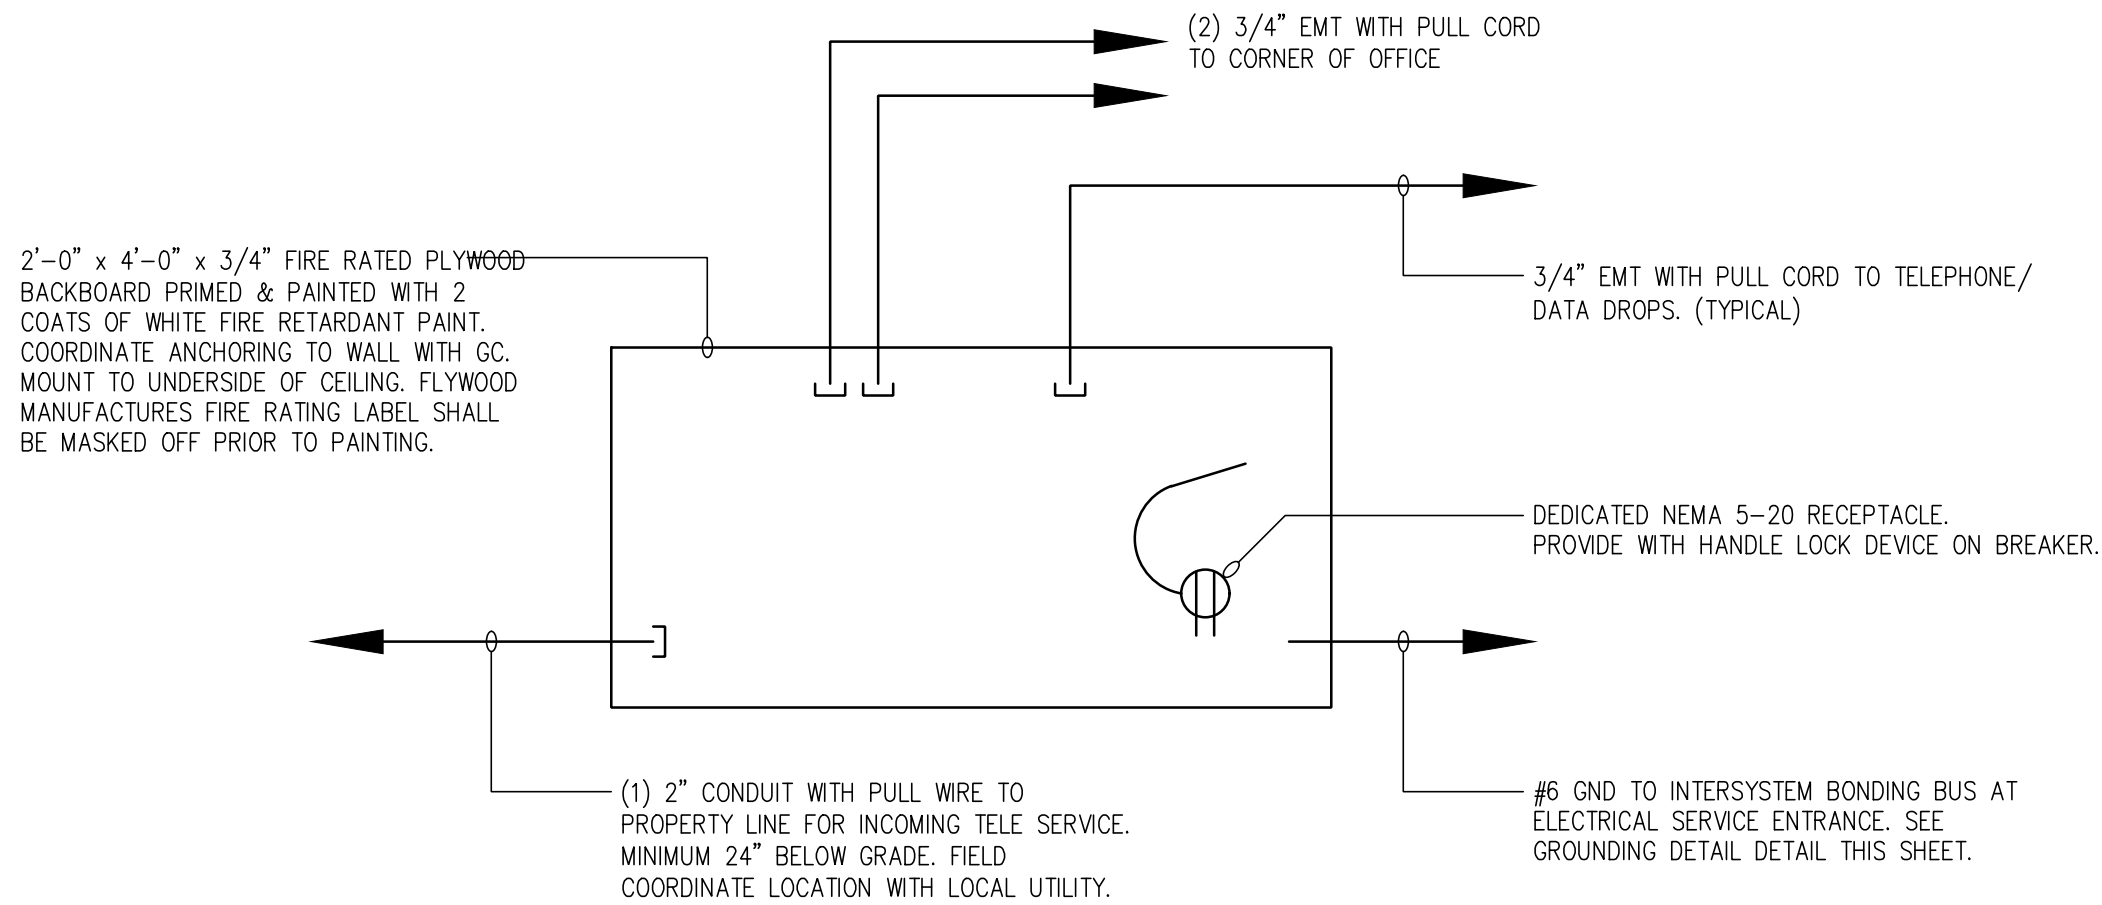 (2) 3/4" EMT WITH PULL CORD
TO CORNER OF OFFICE
2'-0" x 4'-0" x 3/4" FIRE RATED PLYWOOD
BACKBOARD PRIMED & PAINTED WITH 2
COATS OF WHITE FIRE RETARDANT PAINT.
COORDINATE ANCHORING TO WALL WITH GC.
MOUNT TO UNDERSIDE OF CEILING. FLYWOOD
MANUFACTURES FIRE RATING LABEL SHALL
BE MASKED OFF PRIOR TO PAINTING.
3/4" EMT WITH PULL CORD TO TELEPHONE/
DATA DROPS. (TYPICAL)
DEDICATED NEMA 5-20 RECEPTACLE.
PROVIDE WITH HANDLE LOCK DEVICE ON BREAKER.
(1) 2" CONDUIT WITH PULL WIRE TO
PROPERTY LINE FOR INCOMING TELE SERVICE.
MINIMUM 24" BELOW GRADE. FIELD
COORDINATE LOCATION WITH LOCAL UTILITY.
#6 GND TO INTERSYSTEM BONDING BUS AT
ELECTRICAL SERVICE ENTRANCE. SEE
GROUNDING DETAIL DETAIL THIS SHEET.